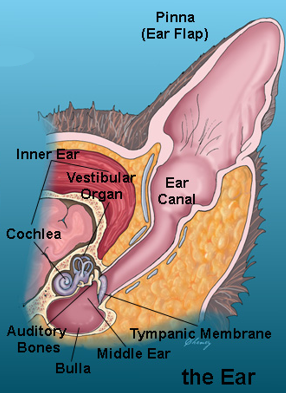 Pinna
(Ear Flap)
Inner Ear
Vestibular
Organ
Ear
Canal
Cochlea
Auditory
Bones
Tympanic Membrane
Middle Ear
Bulla
the Ear